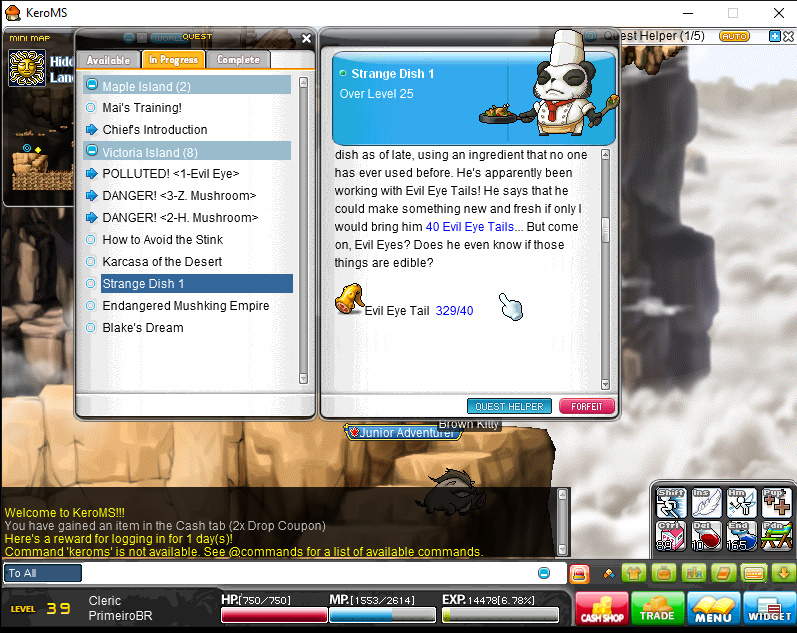 KeroMS
MINI MAP
Hidd
Lan
WORLD
QUEST
Available
In Progress
Complete
Maple Island (2)
Mai's Training!
Chief's Introduction
Victoria Island (8)
POLLUTED! <1-Evil Eye>
DANGER! <3-Z. Mushroom>
DANGER! <2-H. Mushroom>
How to Avoid the Stink
Karcasa of the Desert
Strange Dish 1
Endangered Mushking Empire
Blake's Dream
Quest Helper (1/5)
AUTO
Strange Dish 1
Over Level 25
dish as of late, using an ingredient that no one
has ever used before. He's apparently been
working with Evil Eye Tails! He says that he
could make something new and fresh if only I
would bring him 40 Evil Eye Tails... But come
on, Evil Eyes? Does he even know if those
things are edible?
Evil Eye Tail 329/40
QUEST HELPER
FORFEIT
Brown Kitty
Junior Adventurer
Welcome to KeroMS!!!
You have gained an item in the Cash tab (2x Drop Coupon)
Here's a reward for logging in for 1 day(s)!
Command 'keroms' is not available. See @commands for a list of available commands.
Shift
Ins
Hm
Pup
Ctrl
Del
End
Pdn
165
To All
LEVEL 39
Cleric
PrimeiroBR
HP.[750/750]
MP.[1553/2614]
EXP.14478[6.78%]
CASH SHOP
TRADE
MENU
WIDGET